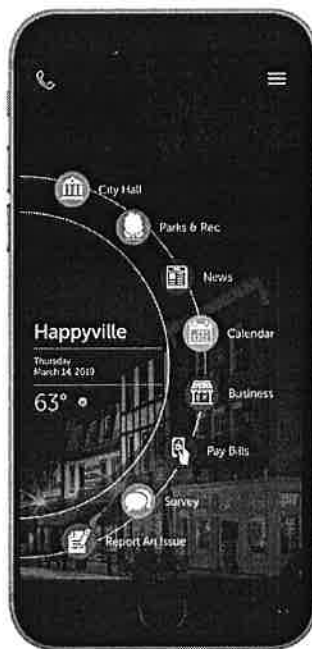 City Hall
Parks & Rec
News
Calendar
Happyville
Thursday
March 14, 2019
Business
63°
Pay Bills
Survey
Report An Issue